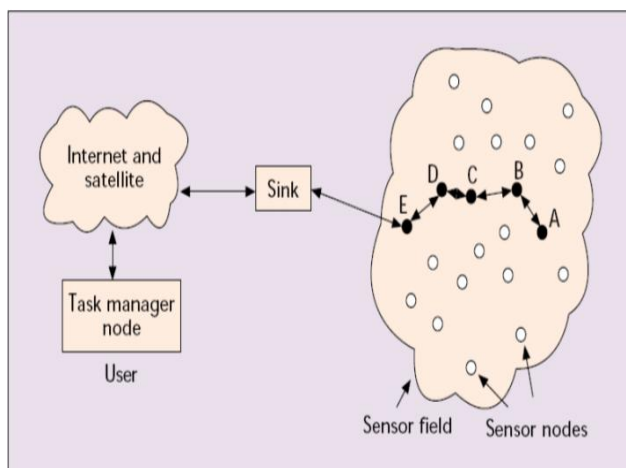 Internet and
satellite
Sink
Task manager
node
User
D
C
B
E
A
Sensor field
Sensor nodes